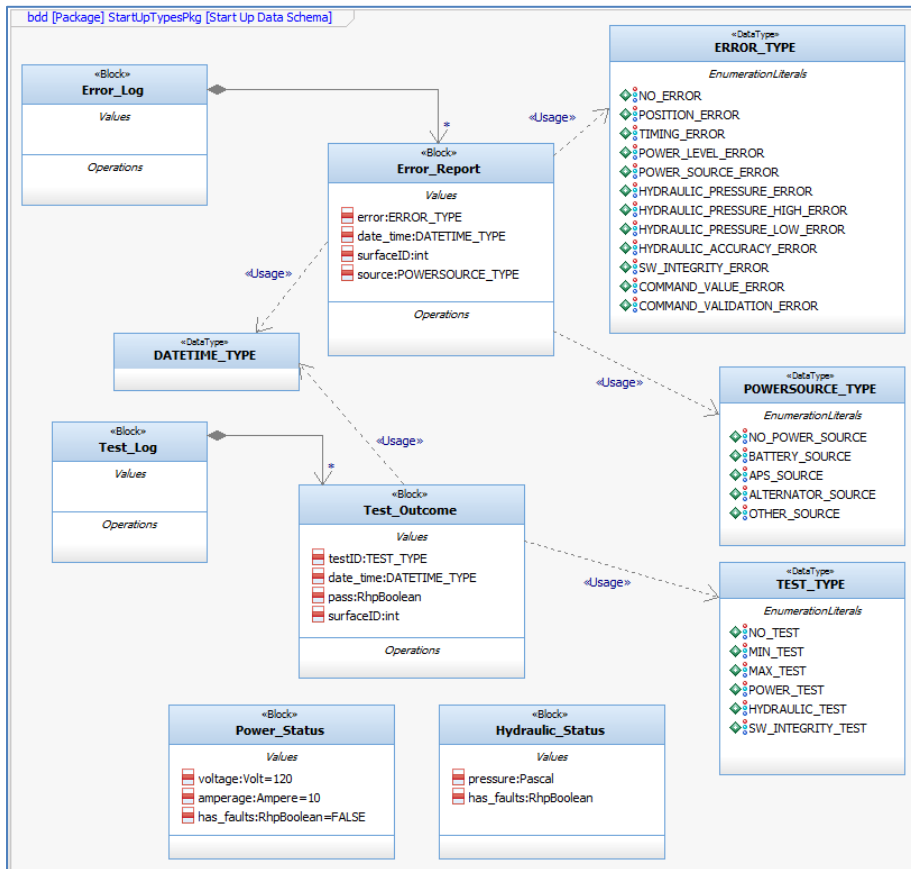 bdd [Package] StartUpTypesPkg [Start Up Data Schema]
«Block»
Error_Log
Values
Operations
*
«Block»
Error_Report
Values
error:ERROR_TYPE
date_time:DATETIME_TYPE
surfaceID:int
source:POWERSOURCE_TYPE
Operations
«Usage»
«DataType»
ERROR_TYPE
EnumerationLiterals
NO_ERROR
POSITION_ERROR
TIMING_ERROR
POWER_LEVEL_ERROR
POWER_SOURCE_ERROR
HYDRAULIC_PRESSURE_ERROR
HYDRAULIC_PRESSURE_HIGH_ERROR
HYDRAULIC_PRESSURE_LOW_ERROR
HYDRAULIC_ACCURACY_ERROR
SW_INTEGRITY_ERROR
COMMAND_VALUE_ERROR
COMMAND_VALIDATION_ERROR
«Usage»
«DataType»
DATETIME_TYPE
«Usage»
«DataType»
POWERSOURCE_TYPE
EnumerationLiterals
NO_POWER_SOURCE
BATTERY_SOURCE
APS_SOURCE
ALTERNATOR_SOURCE
OTHER_SOURCE
«Block»
Test_Log
Values
Operations
*
«Usage»
«Block»
Test_Outcome
Values
testID:TEST_TYPE
date_time:DATETIME_TYPE
pass:RhpBoolean
surfaceID:int
Operations
«Usage»
«DataType»
TEST_TYPE
EnumerationLiterals
NO_TEST
MIN_TEST
MAX_TEST
POWER_TEST
HYDRAULIC_TEST
SW_INTEGRITY_TEST
«Block»
Power_Status
Values
voltage:Volt=120
amperage:Ampere=10
has_faults:RhpBoolean=FALSE
«Block»
Hydraulic_Status
Values
pressure:Pascal
has_faults:RhpBoolean